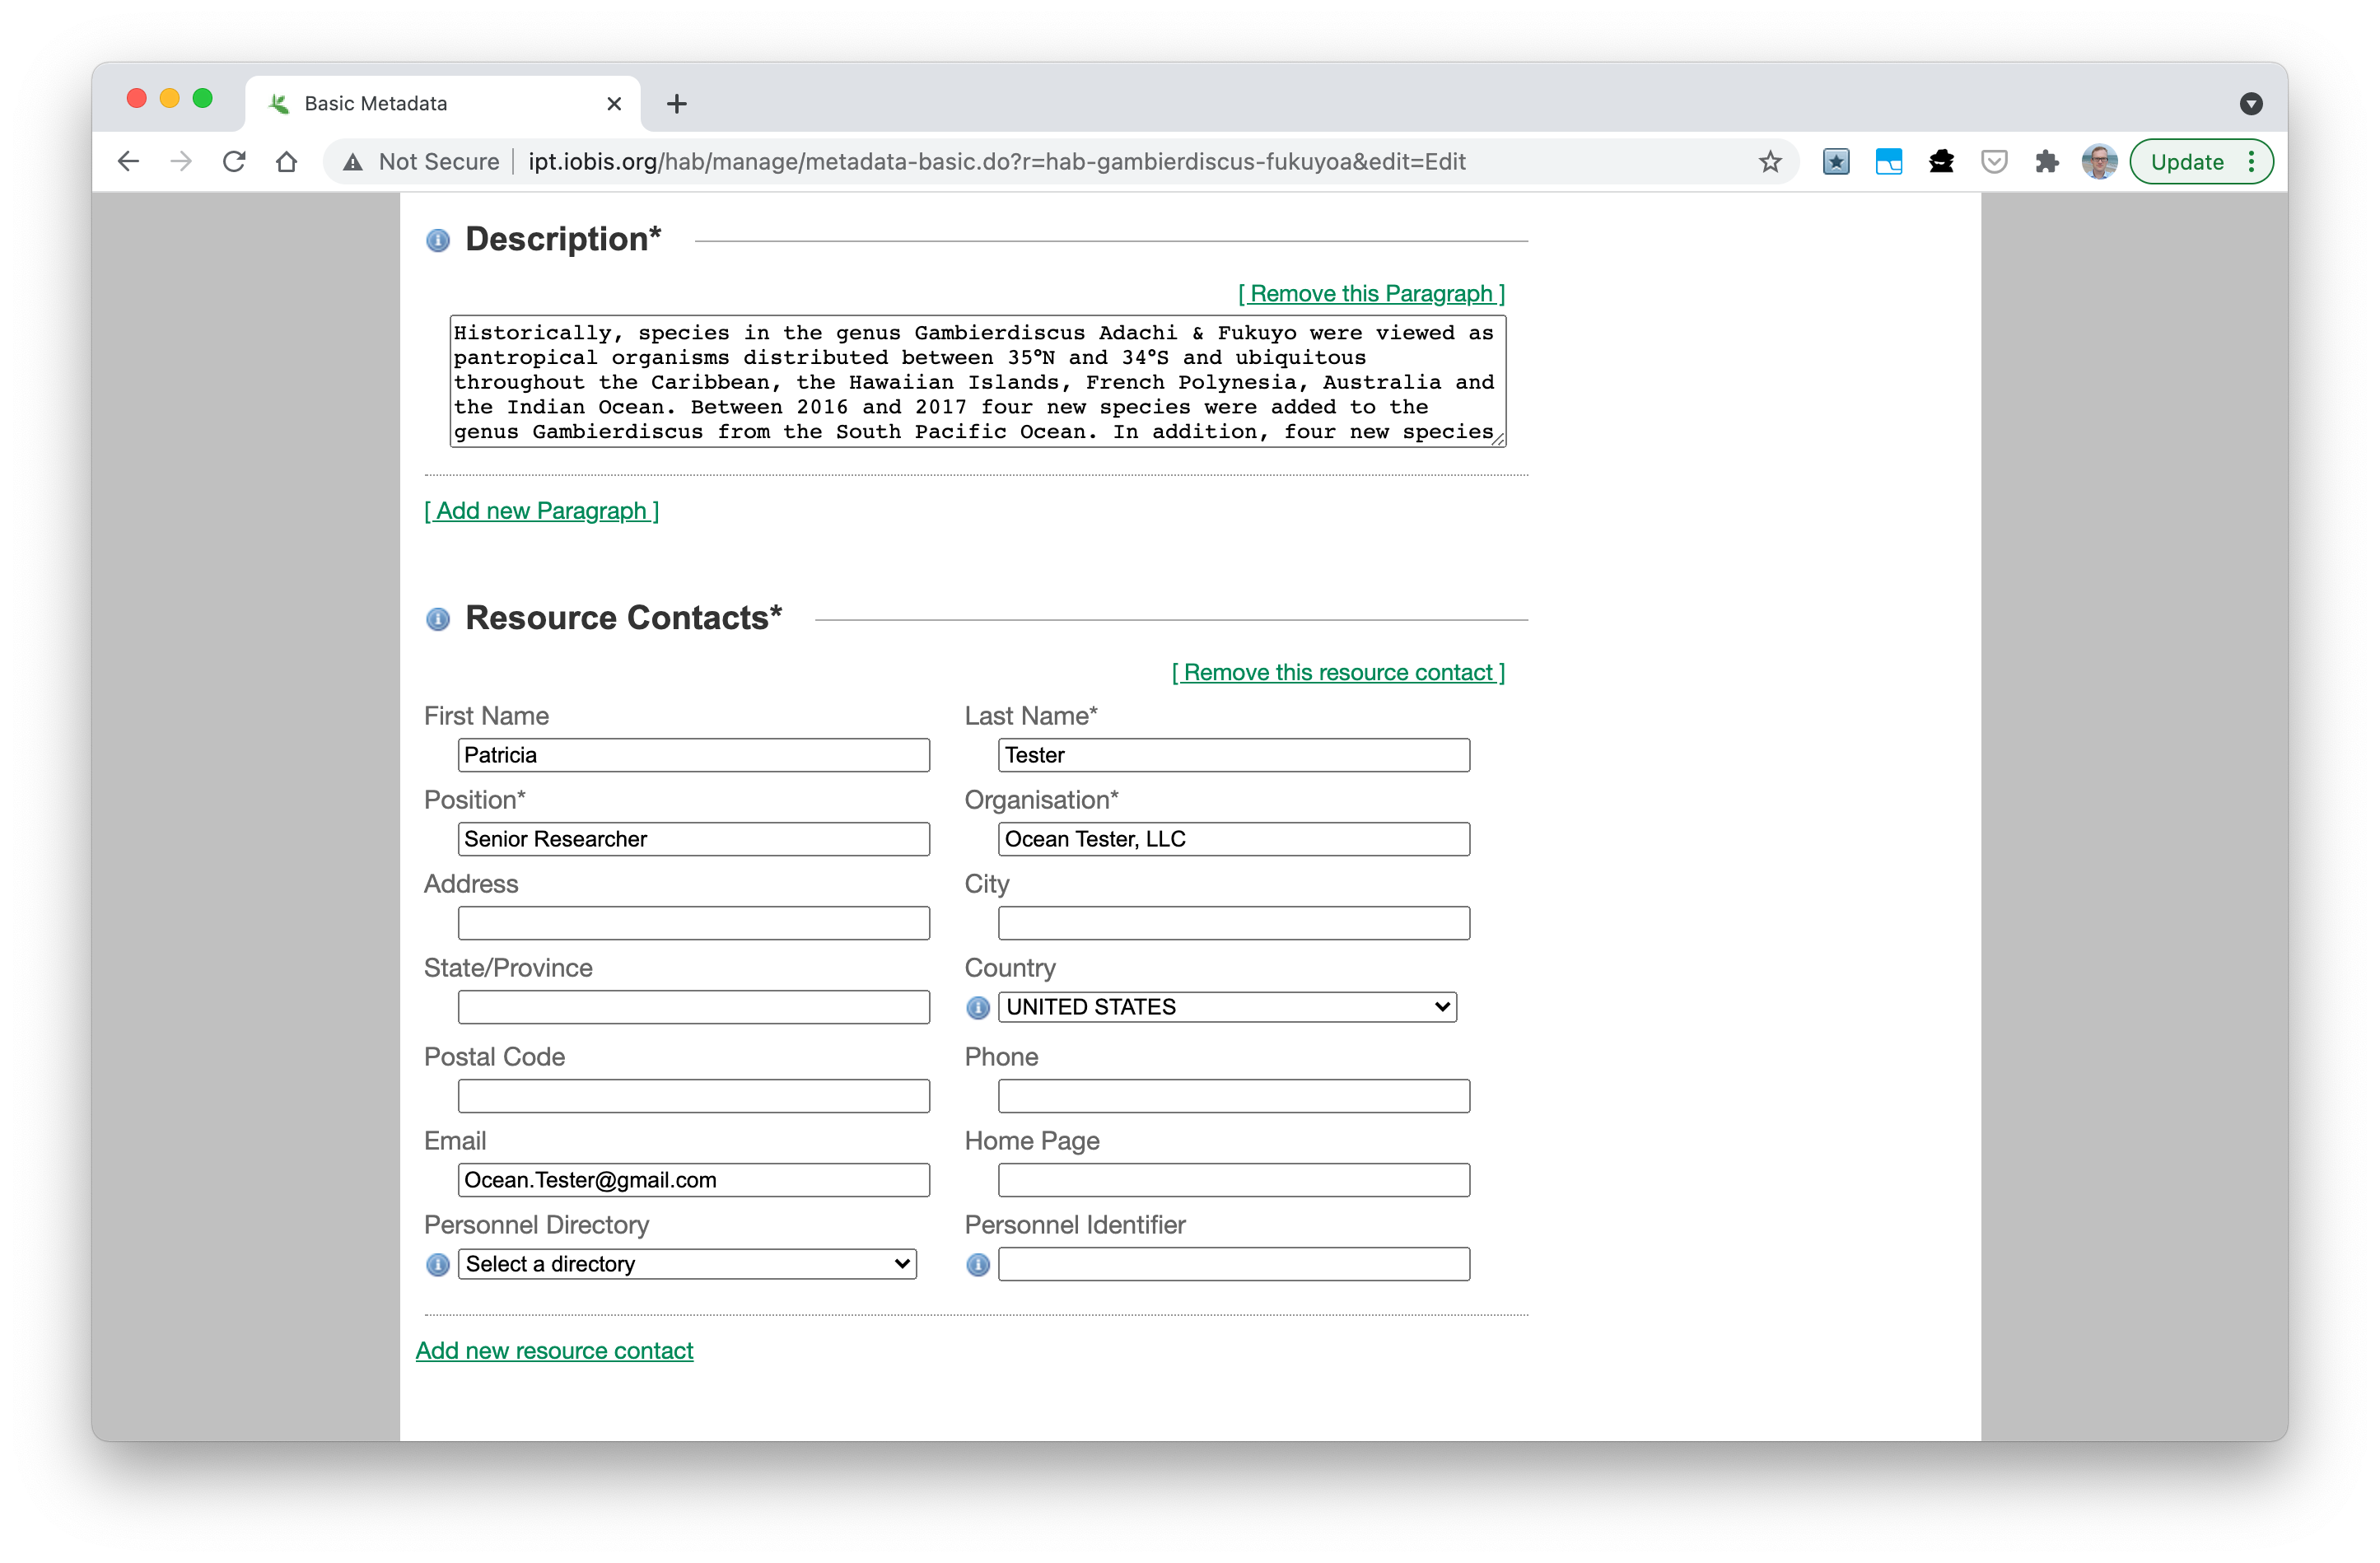 Basic Metadata
Not Secure ipt.iobis.org/hab/manage/metadata-basic.do?r=hab-gambierdiscus-fukuyoa&edit=Edit Update
Description*
[ Remove this Paragraph ]
Historically, species in the genus Gambierdiscus Adachi & Fukuyo were viewed as
pantropical organisms distributed between 35°N and 34°S and ubiquitous
throughout the Caribbean, the Hawaiian Islands, French Polynesia, Australia and
the Indian Ocean. Between 2016 and 2017 four new species were added to the
genus Gambierdiscus from the South Pacific Ocean. In addition, four new species
[ Add new Paragraph ]
Resource Contacts*
[ Remove this resource contact ]
First Name Last Name*
Patricia Tester
Position* Organisation*
Senior Researcher Ocean Tester, LLC
Address City
State/Province Country
UNITED STATES
Postal Code Phone
Email Home Page
Ocean.Tester@gmail.com
Personnel Directory Personnel Identifier
Select a directory
Add new resource contact